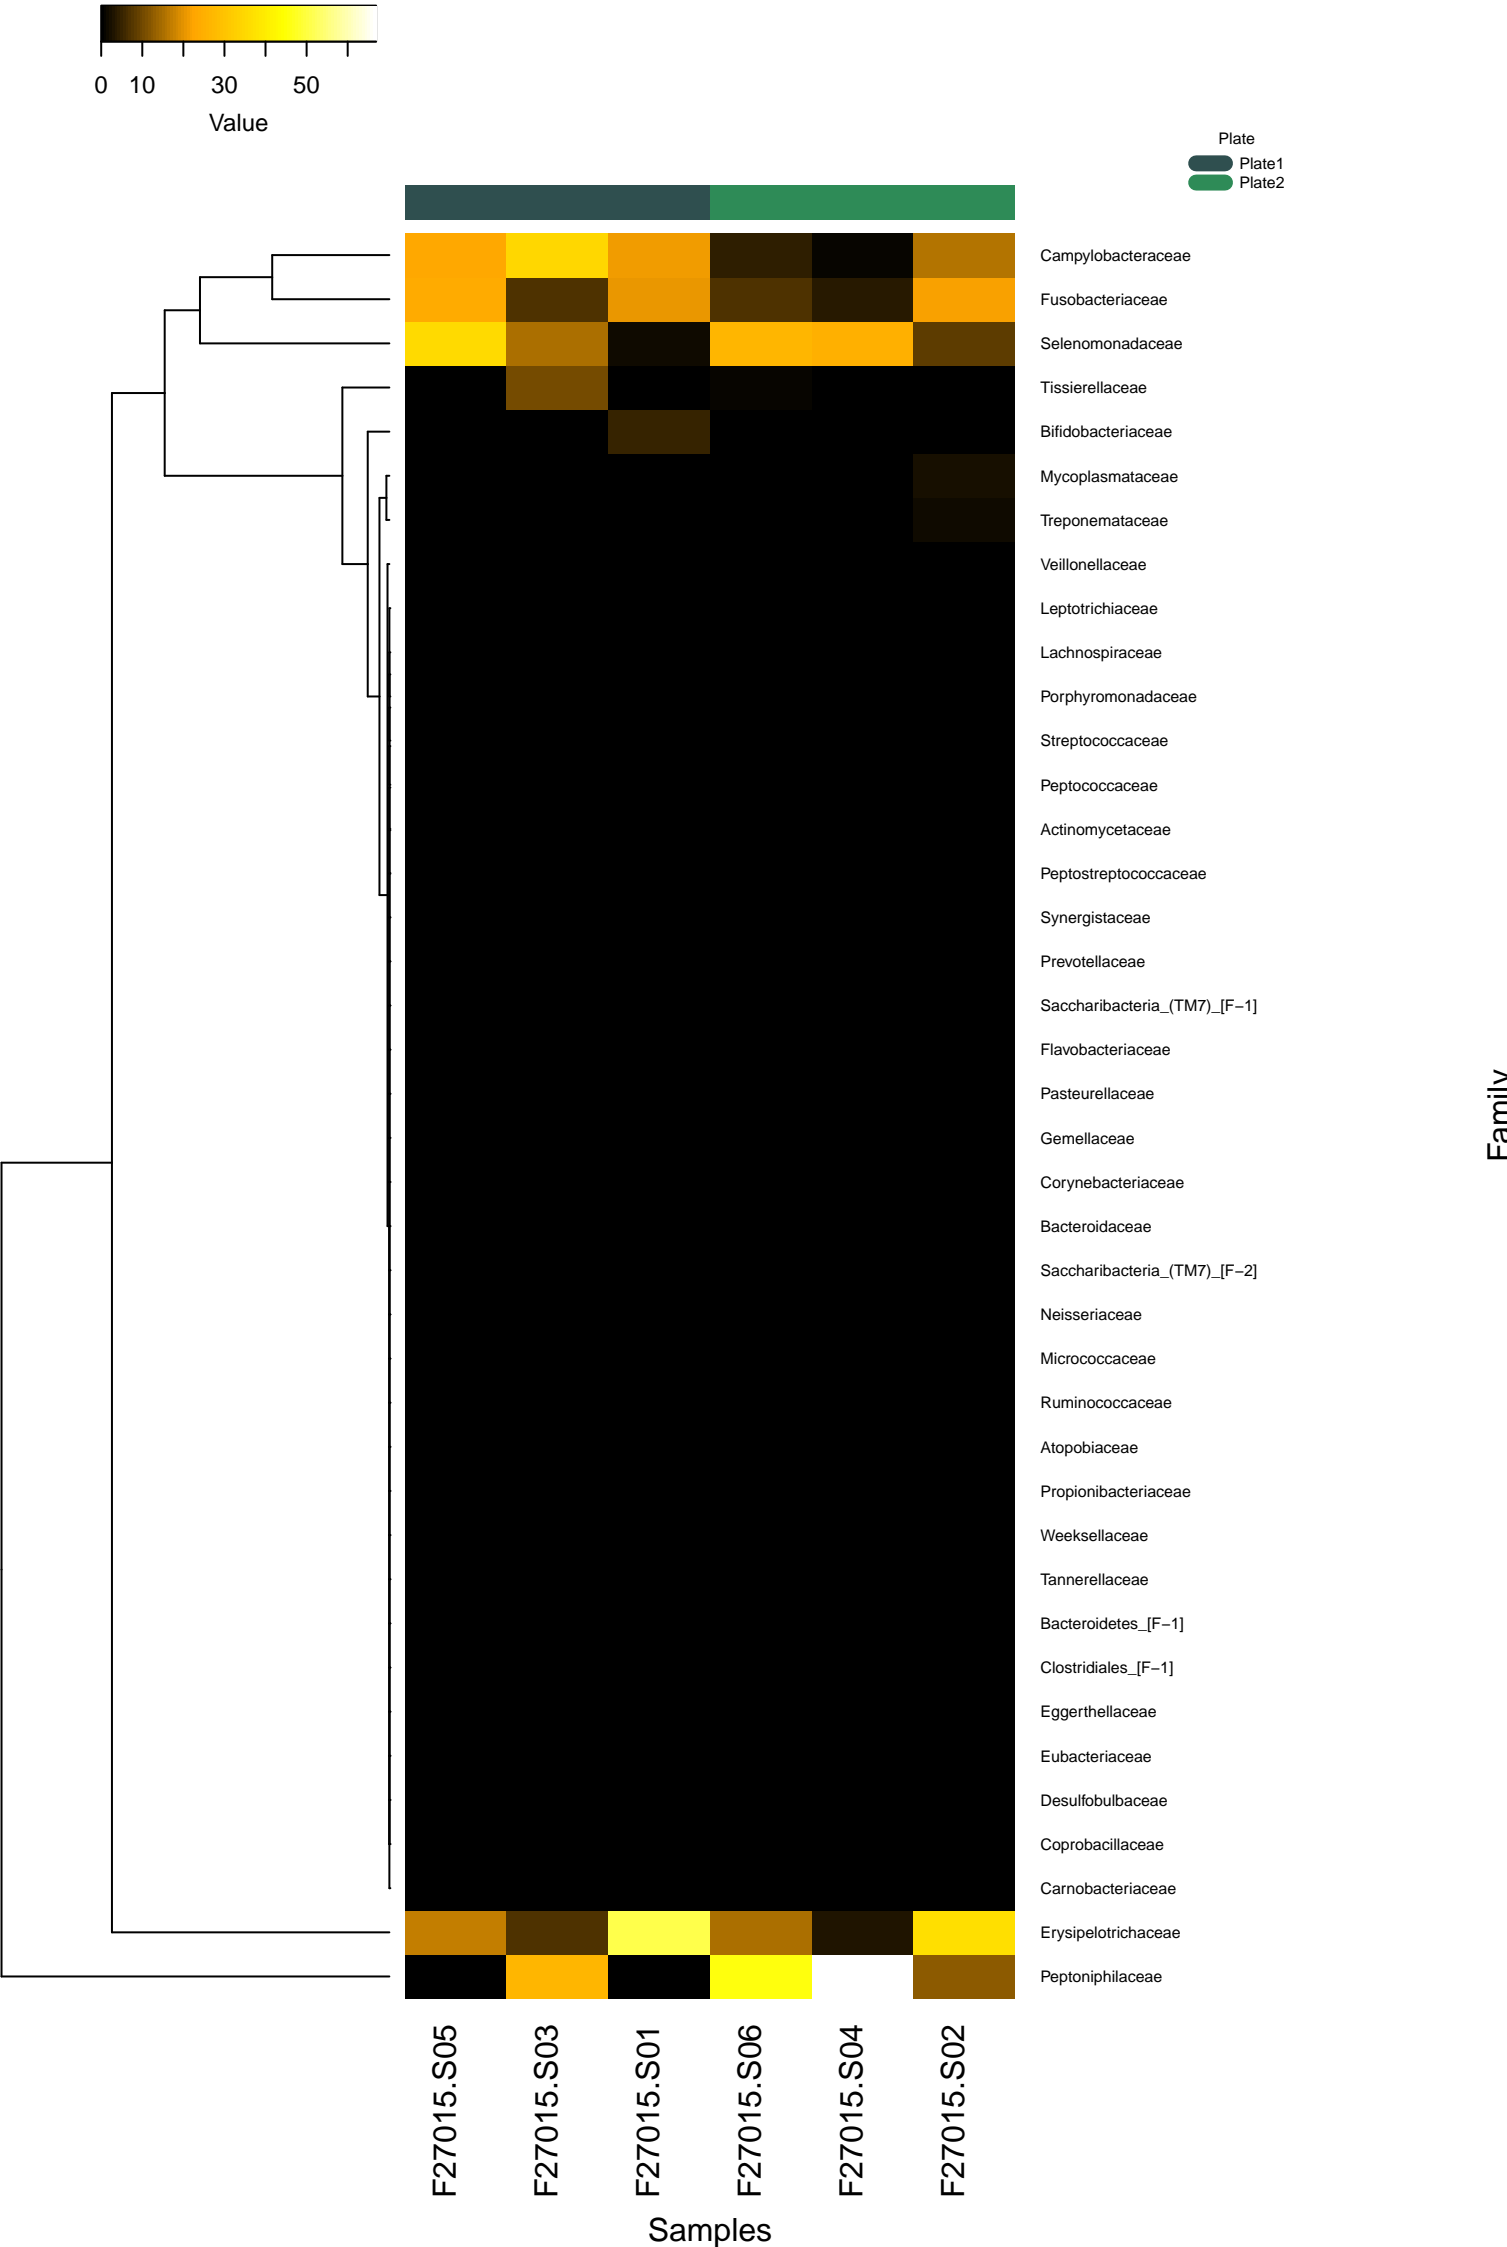 0 10 30 50
Value
Plate
Plate1
Plate2
Campylobacteraceae
Fusobacteriaceae
Selenomonadaceae
Tissierellaceae
Bifidobacteriaceae
Mycoplasmataceae
Treponemataceae
Veillonellaceae
Leptotrichiaceae
Lachnospiraceae
Porphyromonadaceae
Streptococcaceae
Peptococcaceae
Actinomycetaceae
Peptostreptococcaceae
Synergistaceae
Prevotellaceae
Saccharibacteria_(TM7)_[F−1]
Flavobacteriaceae
Pasteurellaceae
Gemellaceae
Corynebacteriaceae
Bacteroidaceae
Saccharibacteria_(TM7)_[F−2]
Neisseriaceae
Micrococcaceae
Ruminococcaceae
Atopobiaceae
Propionibacteriaceae
Weeksellaceae
Tannerellaceae
Bacteroidetes_[F−1]
Clostridiales_[F−1]
Eggerthellaceae
Eubacteriaceae
Desulfobulbaceae
Coprobacillaceae
Carnobacteriaceae
Erysipelotrichaceae
Peptoniphilaceae
Family
F27015.S05
F27015.S03
F27015.S01
F27015.S06
F27015.S04
F27015.S02
Samples